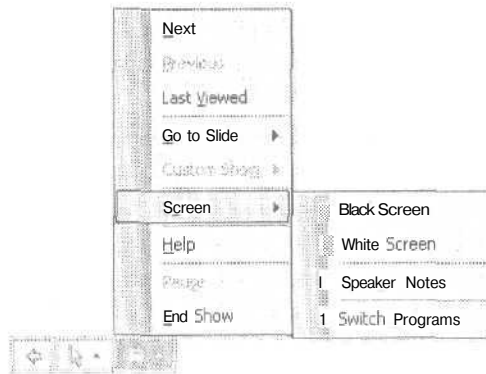 Next
Previous
Last Viewed
Go to Slide
Custom Show
Screen
Help
Pause
End Show
Black Screen
White Screen
Speaker Notes
Switch Programs